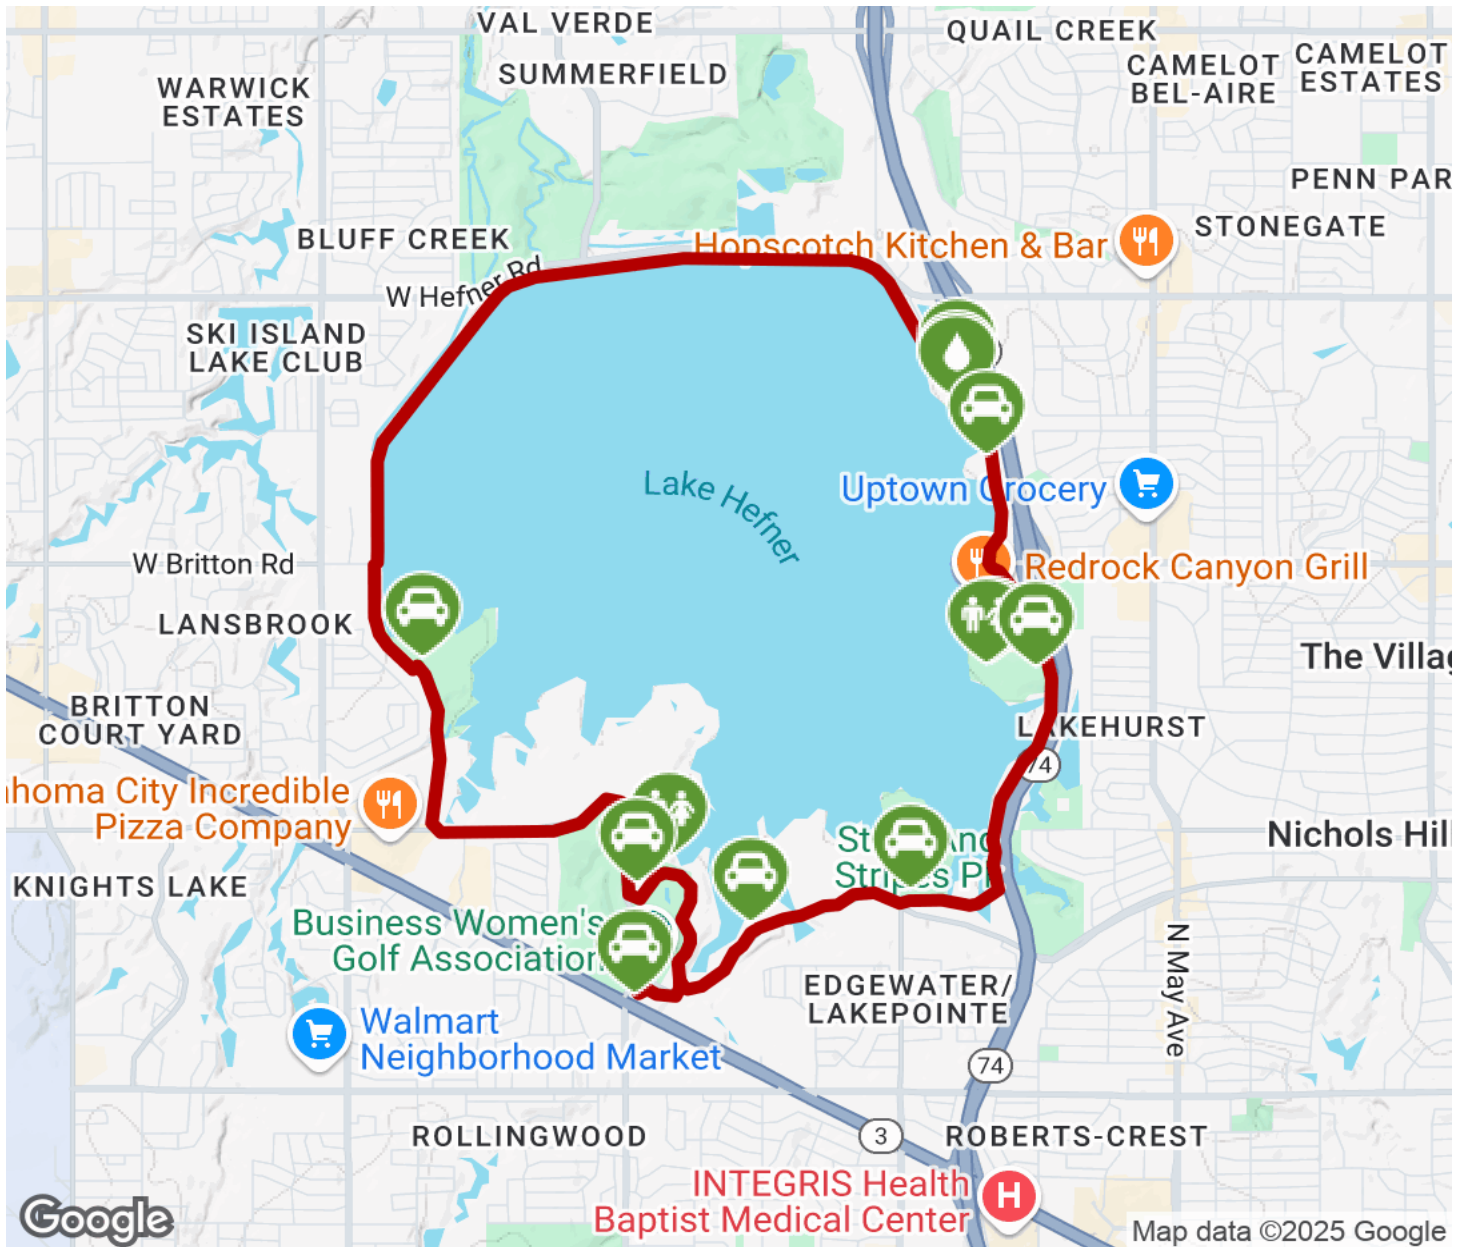 VAL VERDE
QUAIL CREEK
SUMMERFIELD
CAMELOT
BEL-AIRE
CAMELOT
ESTATES
WARWICK
ESTATES
PENN PAR
STONEGATE
BLUFF CREEK
Hopscotch Kitchen & Bar
W Hefner Rd
SKI ISLAND
LAKE CLUB
Lake Hefner
Uptown Grocery
W Britton Rd
Redrock Canyon Grill
LANSBROOK
The Villag
BRITTON
COURT YARD
LAKEHURST
74
ahoma City Incredible
Pizza Company
Nichols Hil
KNIGHTS LAKE
Business Women's
Golf Association
N May Ave
EDGEWATER/
LAKEPOINTE
Walmart
Neighborhood Market
74
ROLLINGWOOD
3
ROBERTS-CREST
INTEGRIS Health
Baptist Medical Center
H
Google
Map data ©2025 Google